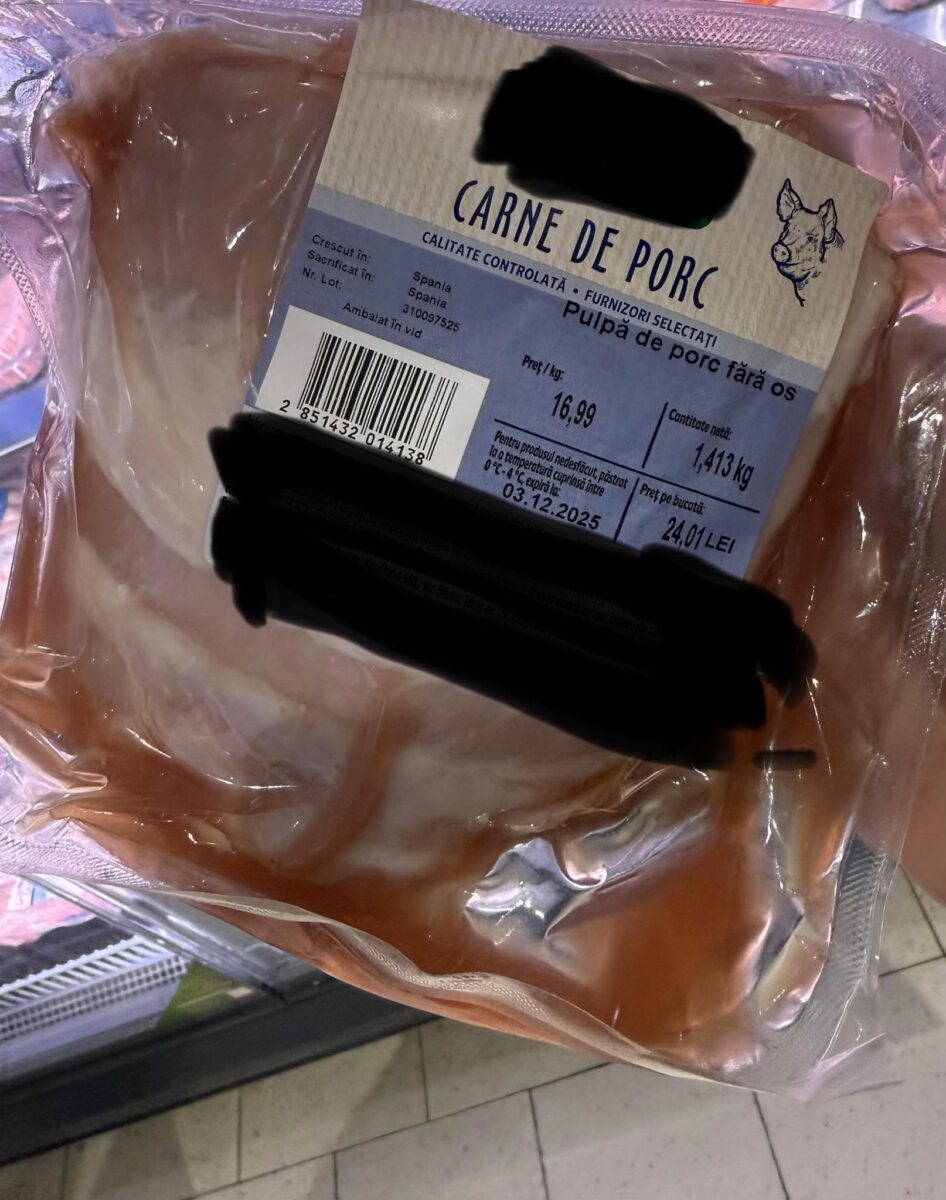 CARNE DE PORC
CALITATE CONTROLATĂ • FURNIZORI SELECTAȚI
Pulpă de porc fără os
Crescut în: Spania
Sacrificat în: Spania
Nr. Lot: 310097525
Ambalat în vid
2 851432 014138
Preț / kg:
16,99
Cantitate netă:
1,413 kg
Pentru produsul nedesfăcut, păstrat
la o temperatură cuprinsă între
0°C-4°C, expiră la:
03.12.2025
Preț pe bucată:
24,01 LEI